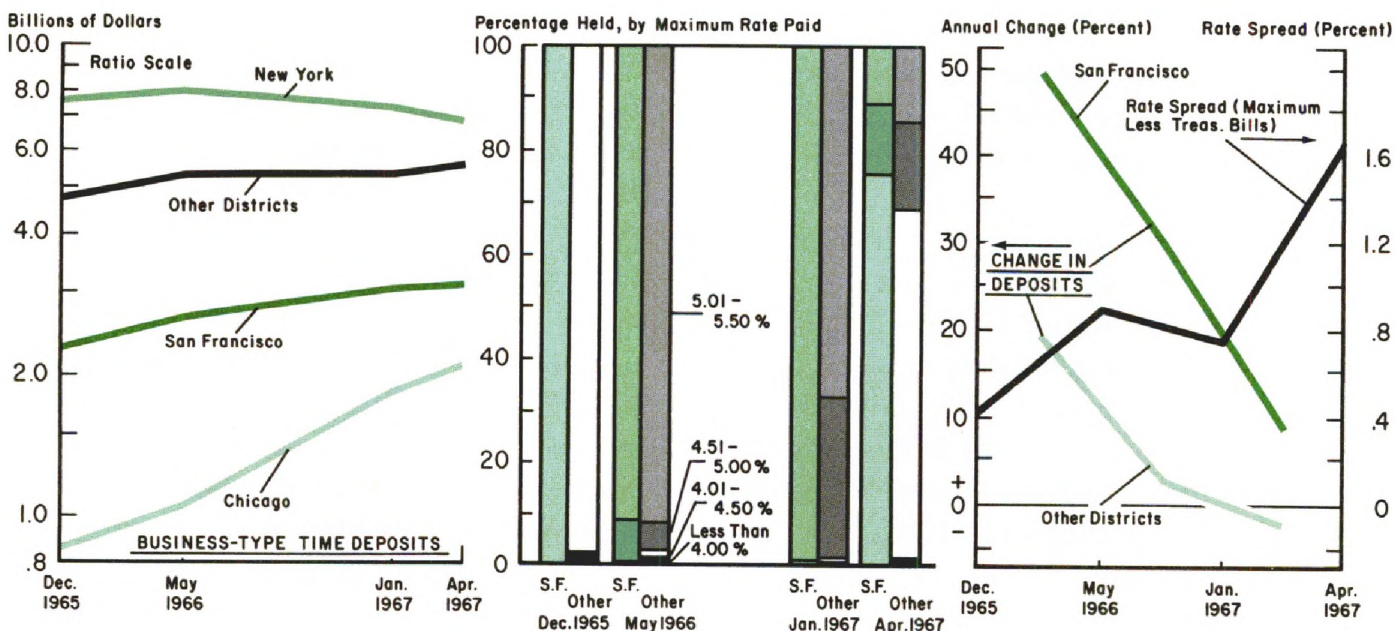 Billions of Dollars
10.0
Ratio Scale
New York
8.0
6.0
Other Districts
4.0
San Francisco
2.0
Chicago
1.0
BUSINESS-TYPE TIME DEPOSITS
.8
Dec.
1965
May
1966
Jan.
1967
Apr.
1967
Percentage Held, by Maximum Rate Paid
100
80
60
40
20
0
5.01-
5.50 %
4.51-
5.00 %
4.01-
4.50 %
Less Than
4.00 %
S.F. Other
Dec. 1965
S.F. Other
May 1966
S.F. Other
Jan. 1967
S.F. Other
Apr. 1967
Annual Change (Percent)
Rate Spread (Percent)
50
San Francisco
Rate Spread (Maximum
Less Treas. Bills)
40
1.6
30
1.2
CHANGE IN
DEPOSITS
20
.8
10
.4
+
0
0
–
Other Districts
Dec.
1965
May
1966
Jan.
1967
Apr.
1967